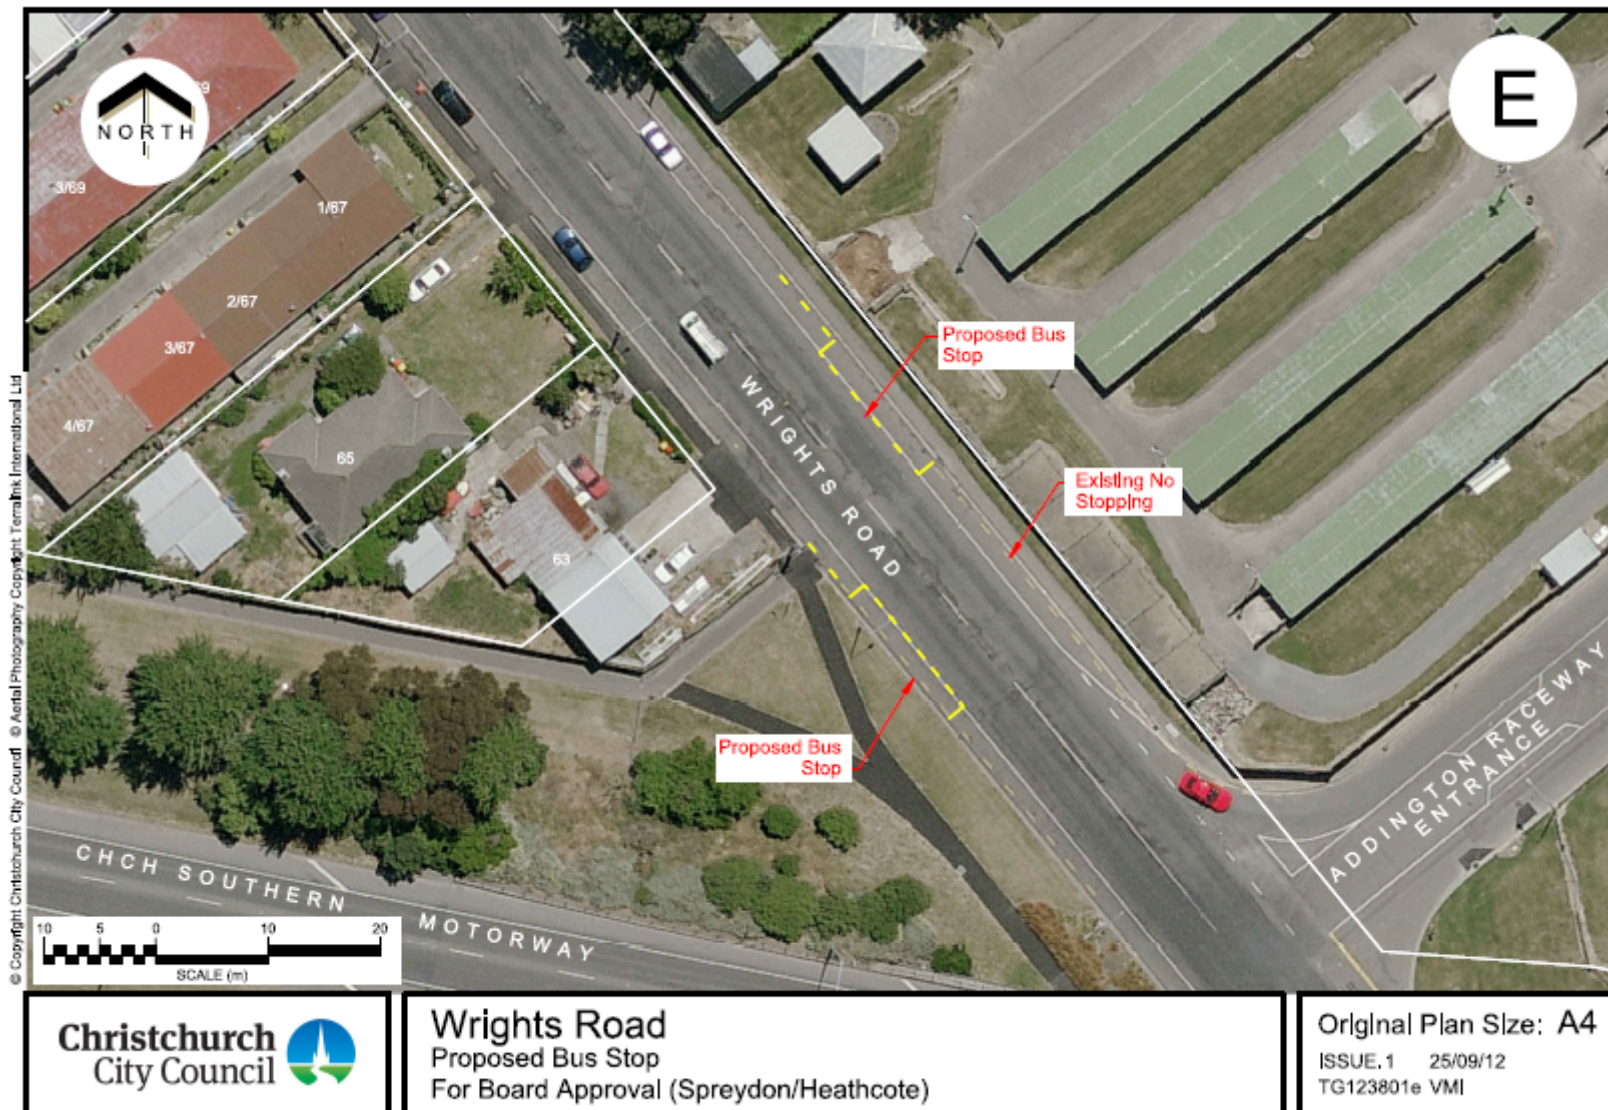 NORTH
E
69
3/69
1/67
2/67
3/67
4/67
65
63
Proposed Bus
Stop
Existing No
Stopping
WRIGHTS ROAD
Proposed Bus
Stop
ADDINGTON RACEWAY
ENTRANCE
CHCH SOUTHERN MOTORWAY
10 5 0 10 20
SCALE (m)
© Copyright Christchurch City Council © Aerial Photography Copyright Terralink International Ltd
Christchurch
City Council
Wrights Road
Proposed Bus Stop
For Board Approval (Spreydon/Heathcote)
Original Plan Size: A4
ISSUE.1 25/09/12
TG123801e VMI